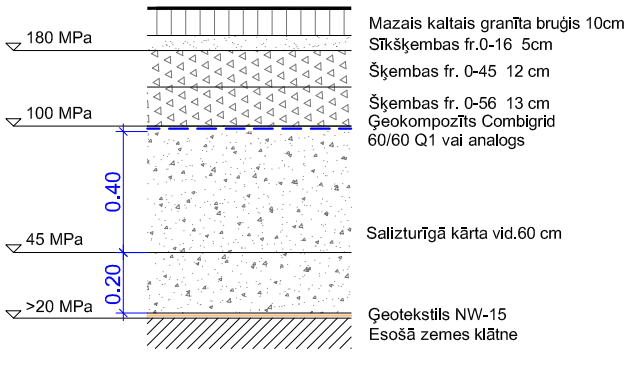 Mazais kaltais granīta bruģis 10cm
180 MPa
Sīkšķembas fr.0-16 5cm
Šķembas fr. 0-45 12 cm
Šķembas fr. 0-56 13 cm
100 MPa
Ģeokompozīts Combigrid
60/60 Q1 vai analogs
0.40
45 MPa
Salizturīgā kārta vid.60 cm
0.20
>20 MPa
Ģeotekstils NW-15
Esošā zemes klātne